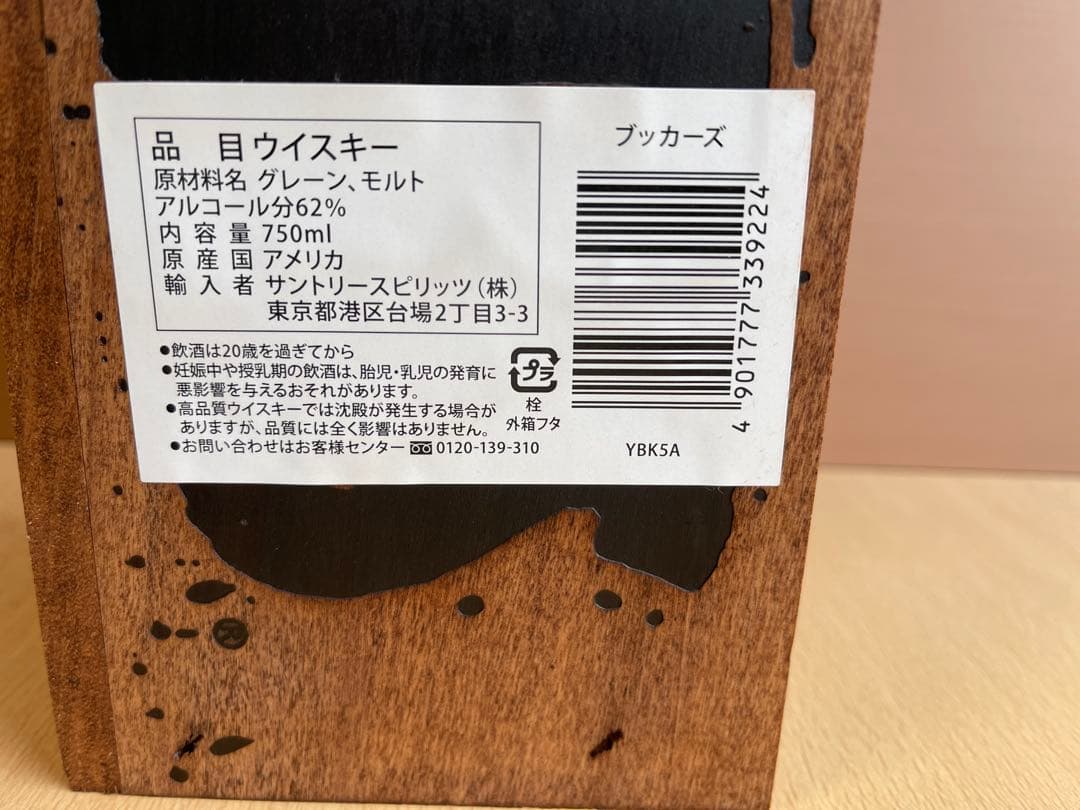 品 目 ウイスキー
原材料名 グレーン、モルト
アルコール分62%
内 容 量 750ml
原 産 国 アメリカ
輸 入 者 サントリースピリッツ(株)
東京都港区台場2丁目3-3
●飲酒は20歳を過ぎてから
●妊娠中や授乳期の飲酒は、胎児・乳児の発育に
悪影響を与えるおそれがあります。
●高品質ウイスキーでは沈殿が発生する場合が
ありますが、品質には全く影響はありません。
●お問い合わせはお客様センター 0120-139-310
プラ
栓
外箱フタ
ブッカーズ
4 901777 339224
YBK5A